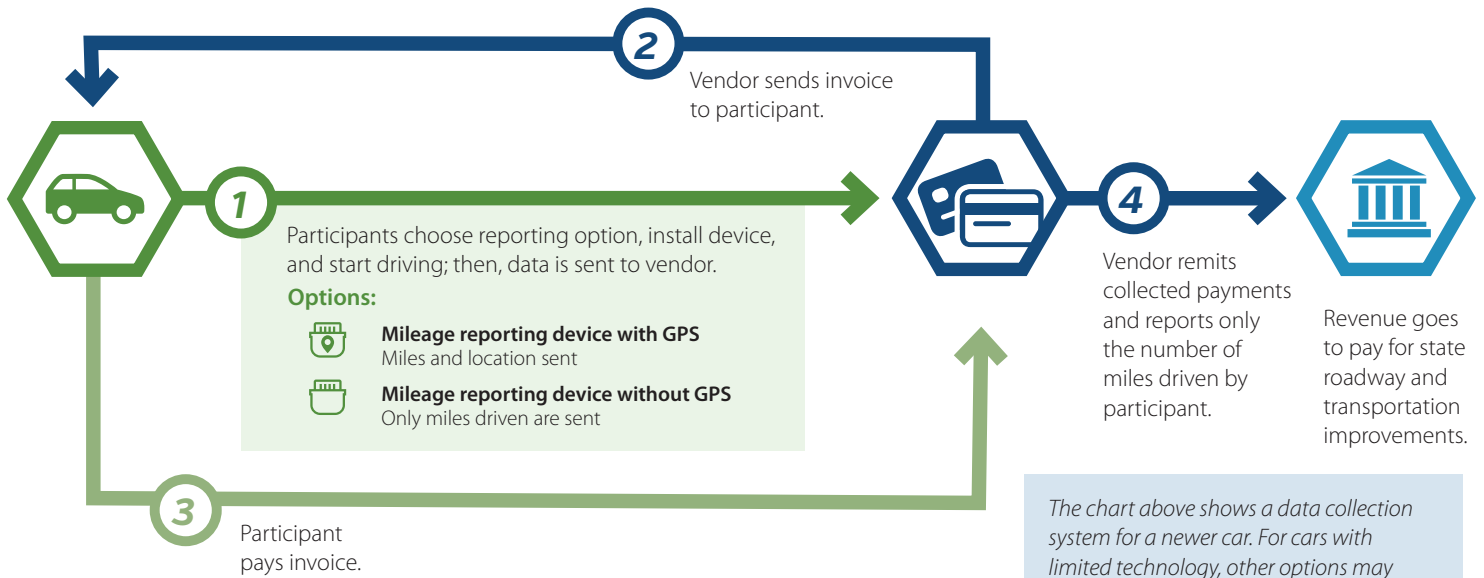 2
Vendor sends invoice
to participant.
1
Participants choose reporting option, install device,
and start driving; then, data is sent to vendor.
Options:
Mileage reporting device with GPS
Miles and location sent
Mileage reporting device without GPS
Only miles driven are sent
3
Participant
pays invoice.
4
Vendor remits
collected payments
and reports only
the number of
miles driven by
participant.
Revenue goes
to pay for state
roadway and
transportation
improvements.
The chart above shows a data collection
system for a newer car. For cars with
limited technology, other options may